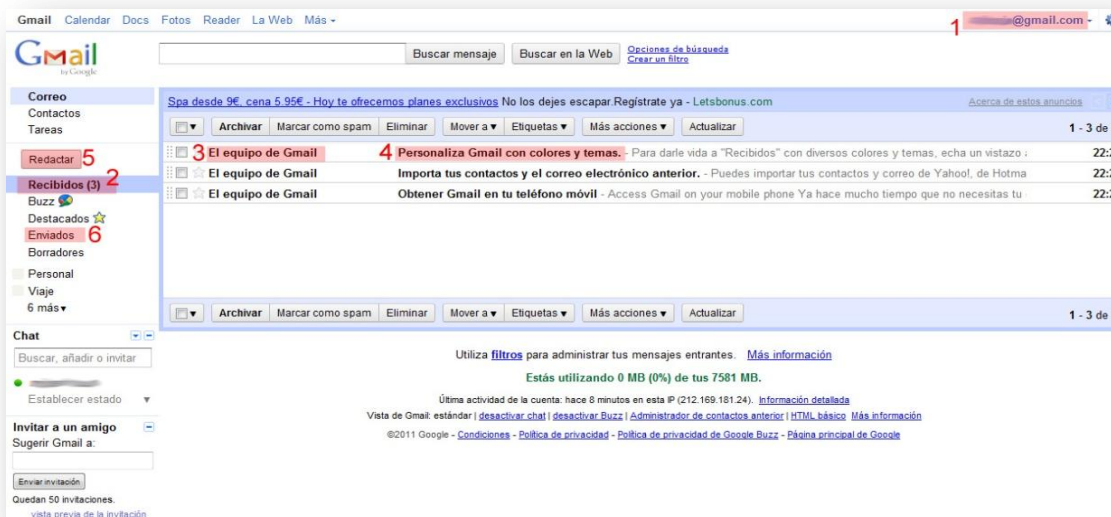 Gmail Calendar Docs Fotos Reader La Web Más
1 @gmail.com
Gmail
by Google
Buscar mensaje Buscar en la Web Opciones de búsqueda
Crear un filtro
Correo
Contactos
Tareas
Redactar 5
Recibidos (3) 2
Buzz
Destacados
Enviados 6
Borradores
Personal
Viaje
6 más
Spa desde 9€, cena 5.95€ - Hoy te ofrecemos planes exclusivos No los dejes escapar.Regístrate ya - Letsbonus.com Acerca de estos anuncios
Archivar Marcar como spam Eliminar Mover a Etiquetas Más acciones Actualizar 1 - 3 de
3 El equipo de Gmail 4 Personaliza Gmail con colores y temas. - Para darle vida a "Recibidos" con diversos colores y temas, echa un vistazo 22:
El equipo de Gmail Importa tus contactos y el correo electrónico anterior. - Puedes importar tus contactos y correo de Yahoo!, de Hotma 22:
El equipo de Gmail Obtener Gmail en tu teléfono móvil - Access Gmail on your mobile phone Ya hace mucho tiempo que no necesitas tu 22:
Archivar Marcar como spam Eliminar Mover a Etiquetas Más acciones Actualizar 1 - 3 de
Chat
Buscar, añadir o invitar
Establecer estado
Invitar a un amigo
Sugerir Gmail a:
Enviar invitación
Quedan 50 invitaciones.
vista previa de la invitación
Utiliza filtros para administrar tus mensajes entrantes. Más información
Estás utilizando 0 MB (0%) de tus 7581 MB.
Última actividad de la cuenta: hace 8 minutos en esta IP (212.169.181.24). Información detallada
Vista de Gmail: estándar | desactivar chat | desactivar Buzz | Administrador de contactos anterior | HTML básico Más información
©2011 Google - Condiciones - Política de privacidad - Política de privacidad de Google Buzz - Página principal de Google